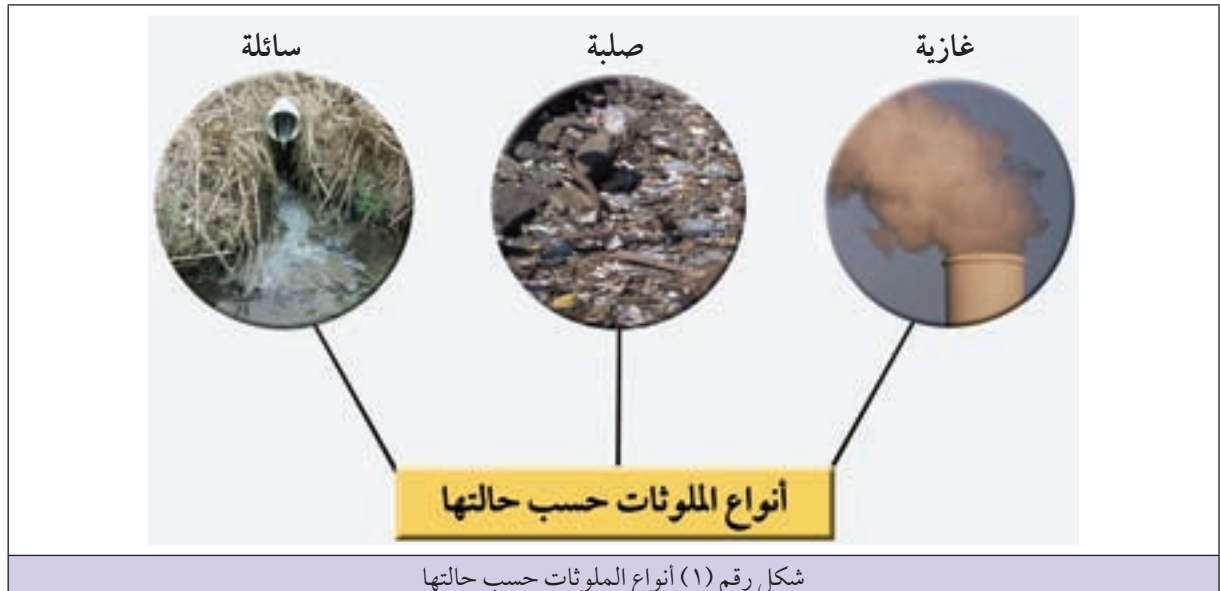 غازية
صلبة
سائلة
أنواع الملوثات حسب حالتها
شكل رقم (١) أنواع الملوثات حسب حالتها